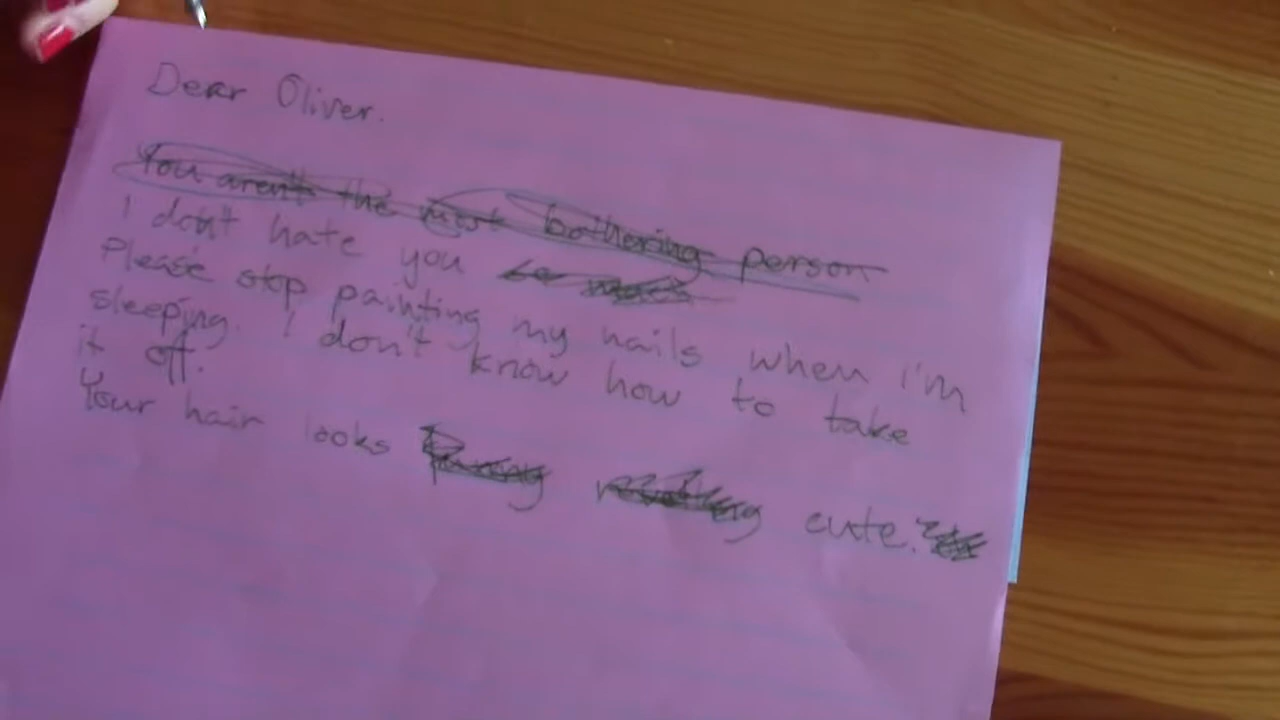 Dear Oliver.
You aren't the most bothering person
I don't hate you
Please stop painting my nails when I'm
sleeping. I don't know how to take
it off.
Your hair looks cute.